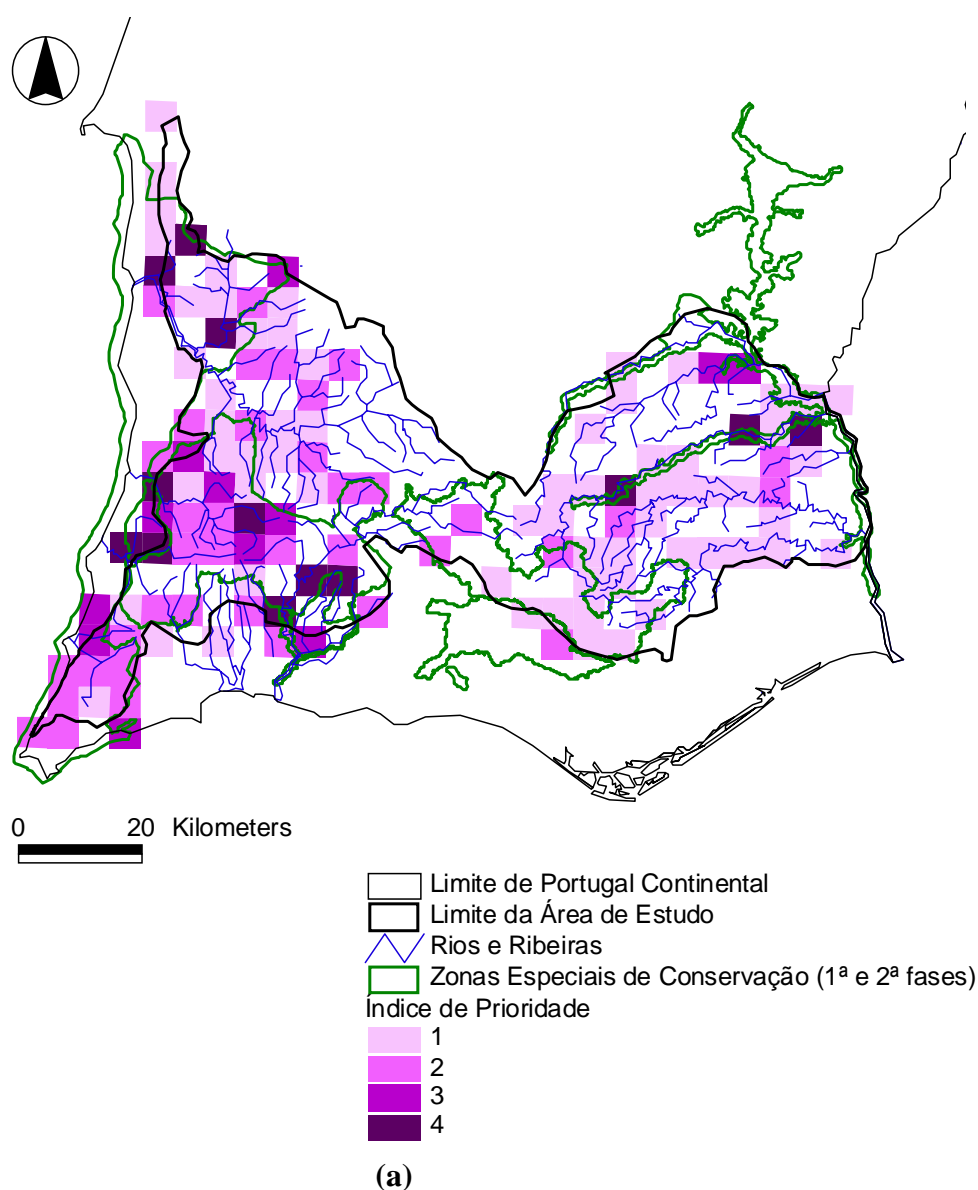 0 20 Kilometers
Limite de Portugal Continental
Limite da Área de Estudo
Rios e Ribeiras
Zonas Especiais de Conservação (1ª e 2ª fases)
Índice de Prioridade
1
2
3
4
(a)